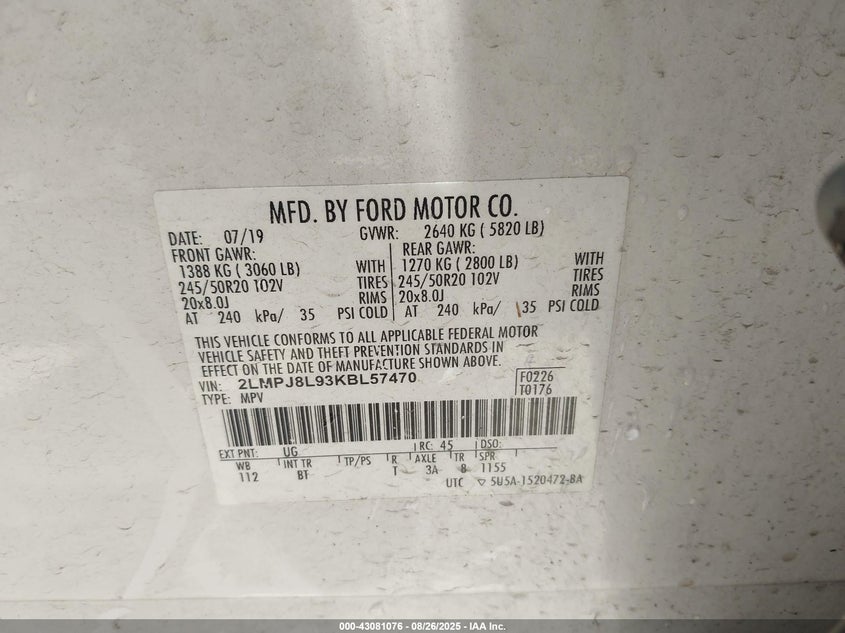 MFD. BY FORD MOTOR CO.
DATE: 07/19 GVWR: 2640 KG ( 5820 LB)
FRONT GAWR: REAR GAWR:
1388 KG ( 3060 LB) WITH 1270 KG ( 2800 LB) WITH
245/50R20 102V TIRES 245/50R20 102V TIRES
20x8.0J RIMS 20x8.0J RIMS
AT 240 kPa/ 35 PSI COLD AT 240 kPa/ 35 PSI COLD
THIS VEHICLE CONFORMS TO ALL APPLICABLE FEDERAL MOTOR
VEHICLE SAFETY AND THEFT PREVENTION STANDARDS IN
EFFECT ON THE DATE OF MANUFACTURE SHOWN ABOVE.
VIN: 2LMPJ8L93KBL57470 F0226
TYPE: MPV T0176
EXT PNT: UG RC: 45 DSO:
WB INT TR TP/PS R AXLE TR SPR
112 BT T 3A 8 1155
UTC ▽ 5U5A-1520472-BA
000-43081076 - 08/26/2025 - IAA Inc.